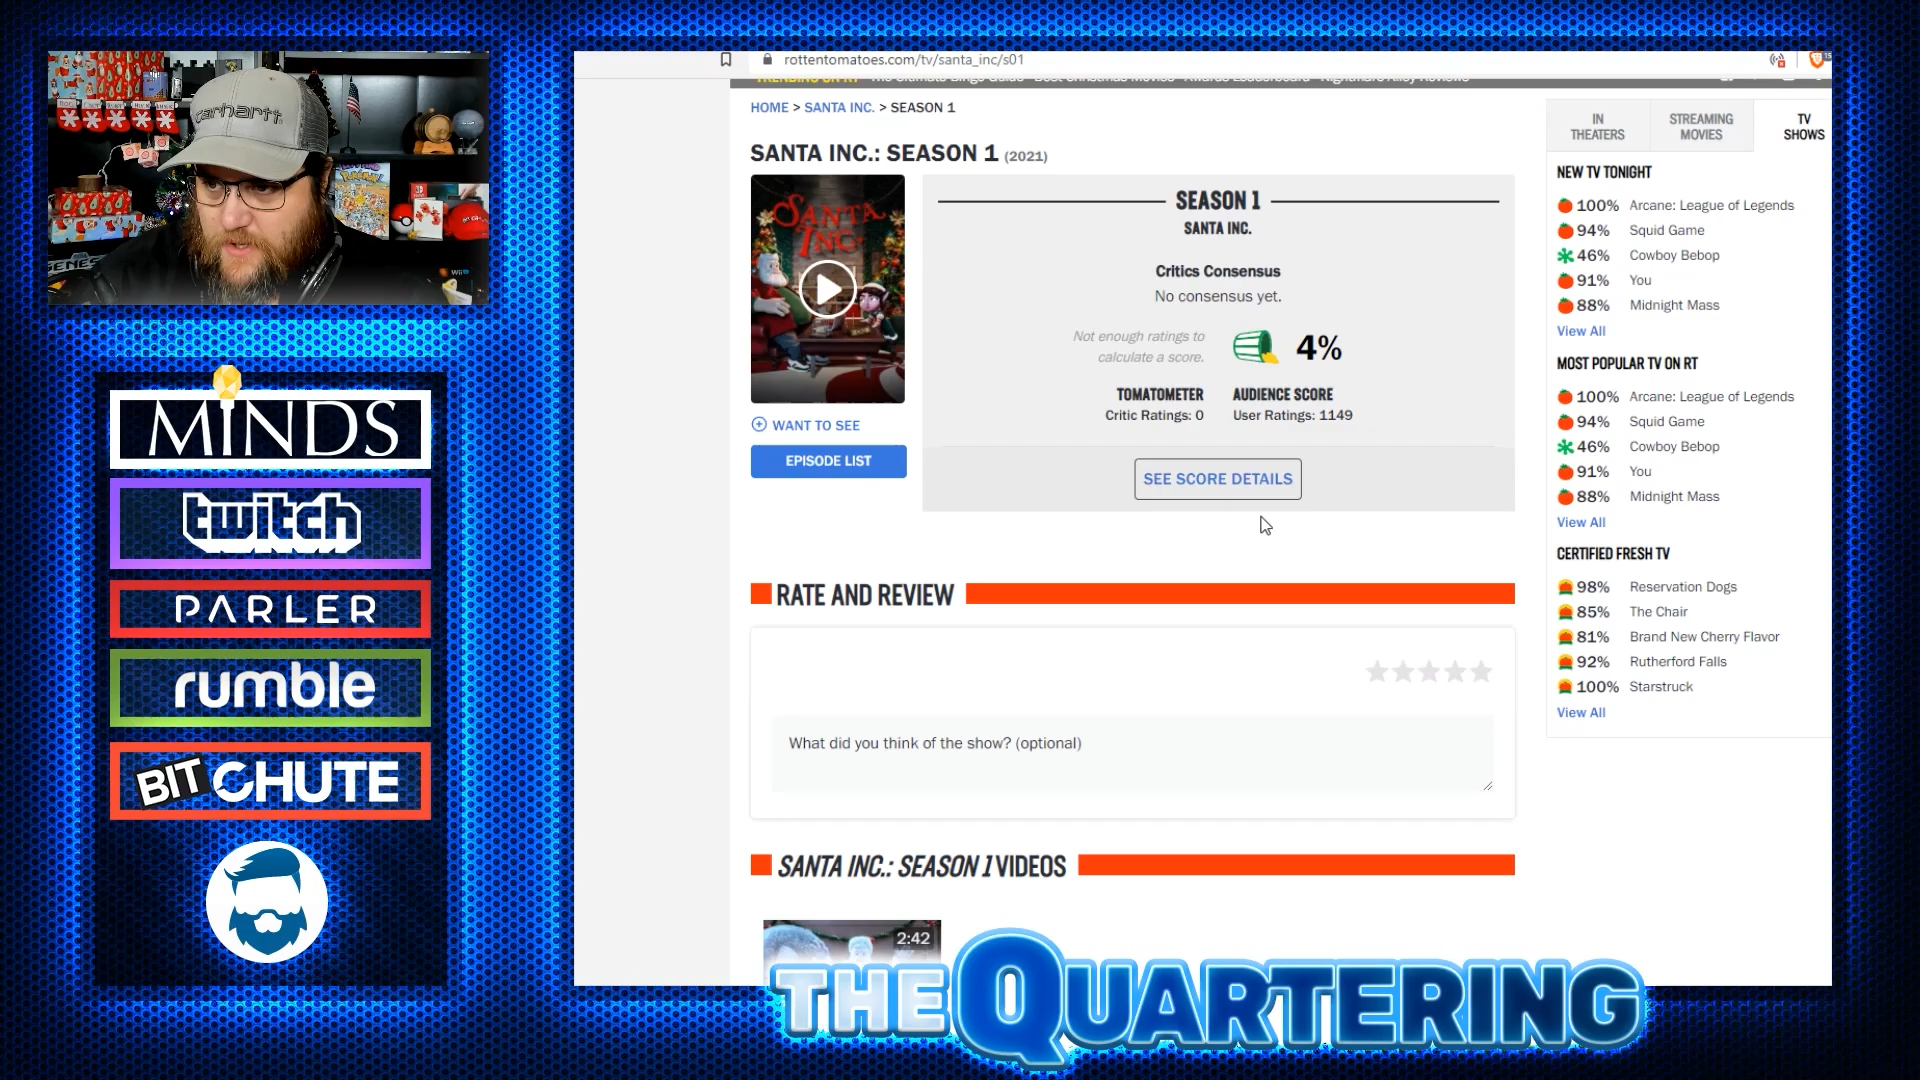 rottentomatoes.com/tv/santa_inc/s01
HOME > SANTA INC. > SEASON 1
SANTA INC.: SEASON 1 (2021)
SANTA INC.
WANT TO SEE
EPISODE LIST
SEASON 1
SANTA INC.
Critics Consensus
No consensus yet.
Not enough ratings to
calculate a score.
4%
TOMATOMETER
Critic Ratings: 0
AUDIENCE SCORE
User Ratings: 1149
SEE SCORE DETAILS
RATE AND REVIEW
What did you think of the show? (optional)
SANTA INC.: SEASON 1 VIDEOS
2:42
IN
THEATERS
STREAMING
MOVIES
TV
SHOWS
NEW TV TONIGHT
100% Arcane: League of Legends
94% Squid Game
46% Cowboy Bebop
91% You
88% Midnight Mass
View All
MOST POPULAR TV ON RT
100% Arcane: League of Legends
94% Squid Game
46% Cowboy Bebop
91% You
88% Midnight Mass
View All
CERTIFIED FRESH TV
98% Reservation Dogs
85% The Chair
81% Brand New Cherry Flavor
92% Rutherford Falls
100% Starstruck
View All
carhartt
POKéMON
WiiU
MINDS
twitch
PARLER
rumble
BITCHUTE
THE QUARTERING